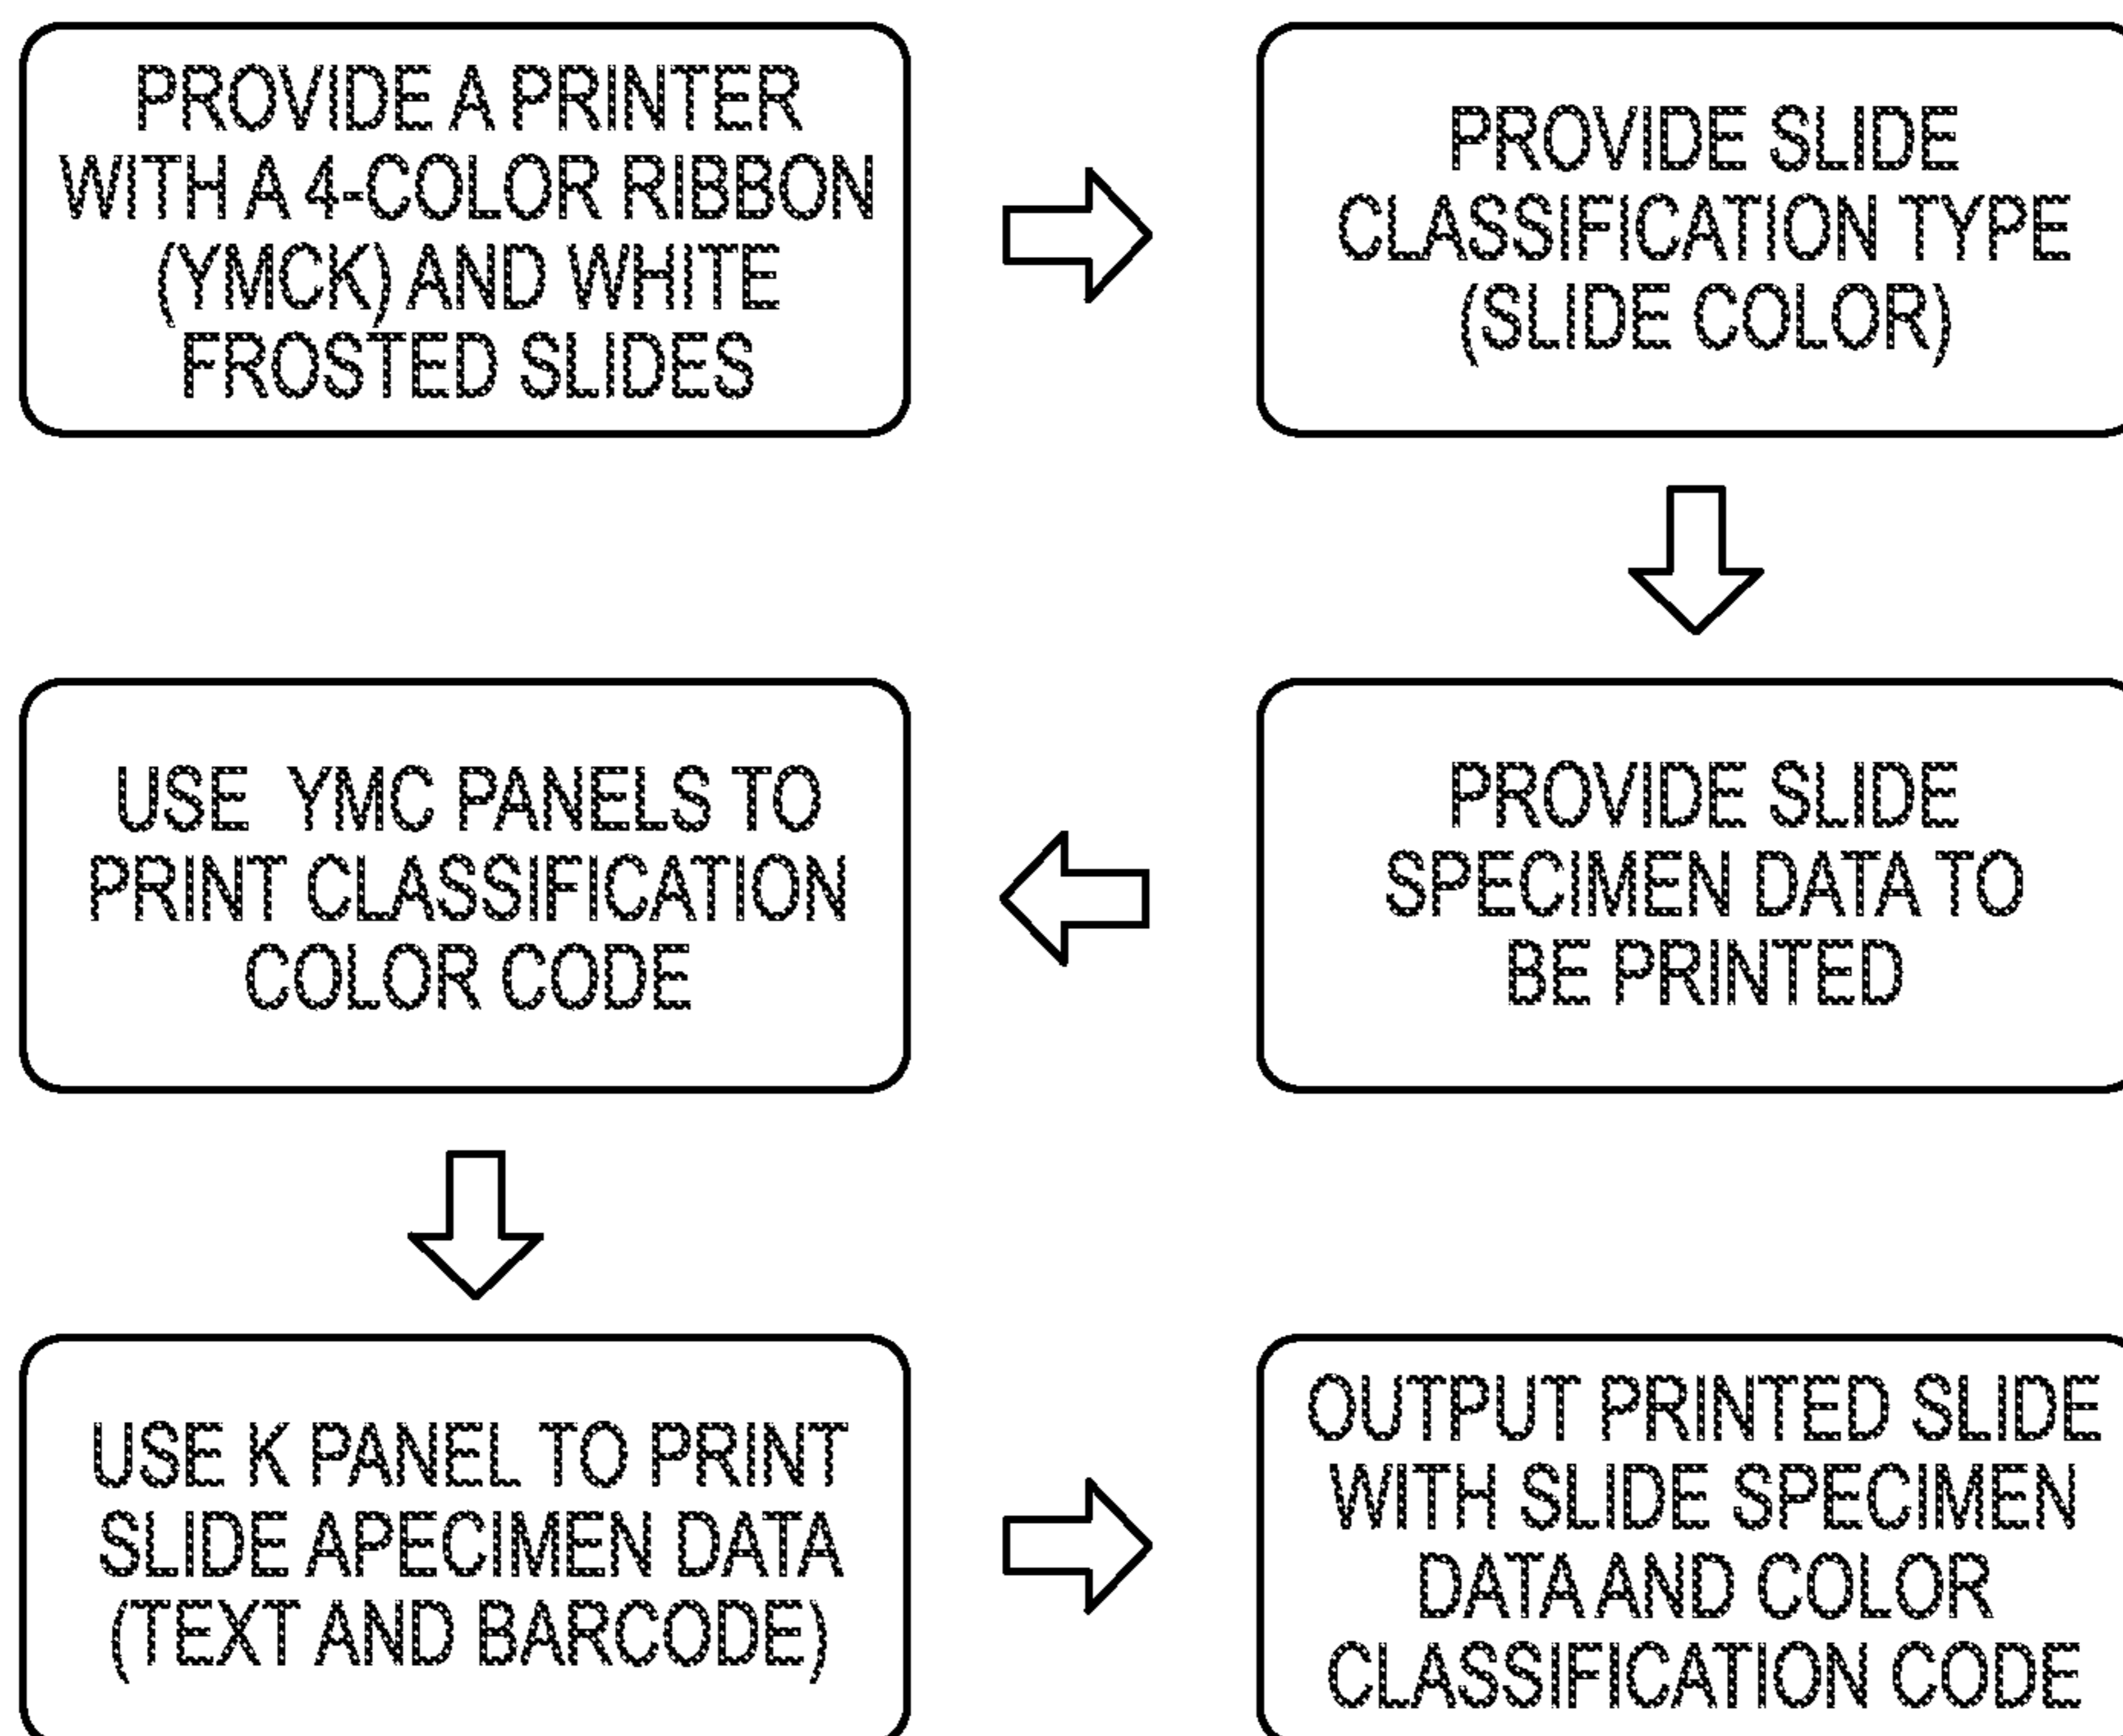 PROVIDE A PRINTER
WITH A 4-COLOR RIBBON
(YMCK) AND WHITE
FROSTED SLIDES
PROVIDE SLIDE
CLASSIFICATION TYPE
(SLIDE COLOR)
PROVIDE SLIDE
SPECIMEN DATA TO
BE PRINTED
USE YMC PANELS TO
PRINT CLASSIFICATION
COLOR CODE
USE K PANEL TO PRINT
SLIDE APECIMEN DATA
(TEXT AND BARCODE)
OUTPUT PRINTED SLIDE
WITH SLIDE SPECIMEN
DATA AND COLOR
CLASSIFICATION CODE